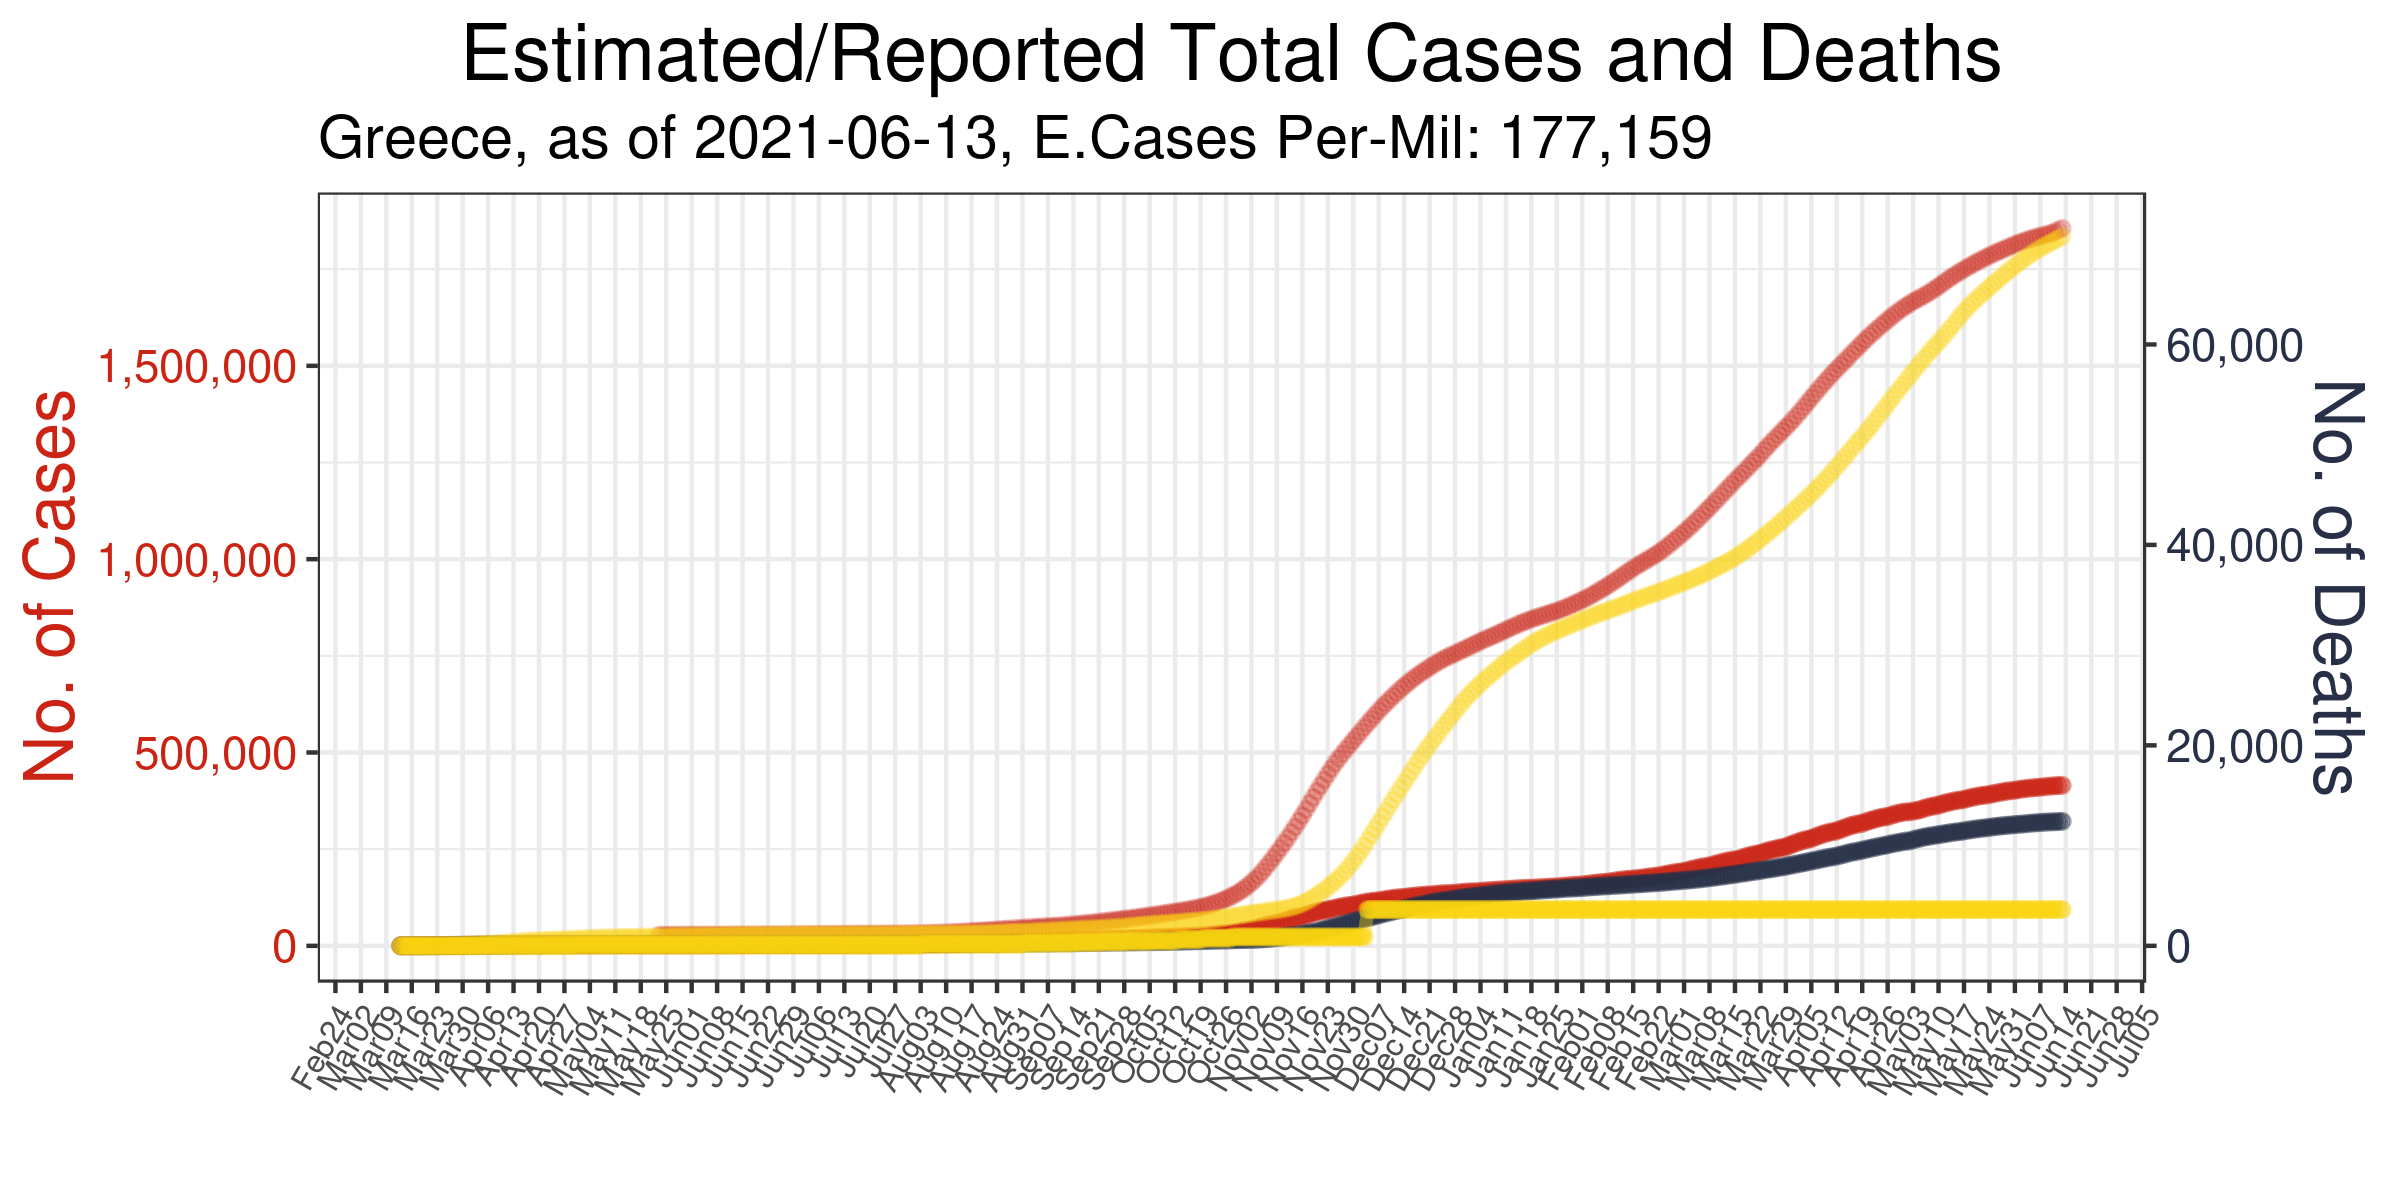 Estimated/Reported Total Cases and Deaths
Greece, as of 2021-06-13, E.Cases Per-Mil: 177,159
No. of Cases
1,500,000
1,000,000
500,000
0
60,000
40,000
20,000
0
No. of Deaths
Feb24
Mar02
Mar09
Mar16
Mar23
Mar30
Apr06
Apr13
Apr20
Apr27
May04
May11
May18
May25
Jun01
Jun08
Jun15
Jun22
Jun29
Jul06
Jul13
Jul20
Jul27
Aug03
Aug10
Aug17
Aug24
Aug31
Sep07
Sep14
Sep21
Sep28
Oct05
Oct12
Oct19
Oct26
Nov02
Nov09
Nov16
Nov23
Nov30
Dec07
Dec14
Dec21
Dec28
Dec04
Jan11
Jan18
Jan25
Feb01
Feb08
Feb15
Feb22
Mar01
Mar08
Mar15
Mar22
Mar29
Apr05
Apr12
Apr19
Apr26
May03
May10
May17
May24
May31
Jun07
Jun14
Jun21
Jun28
Jul05